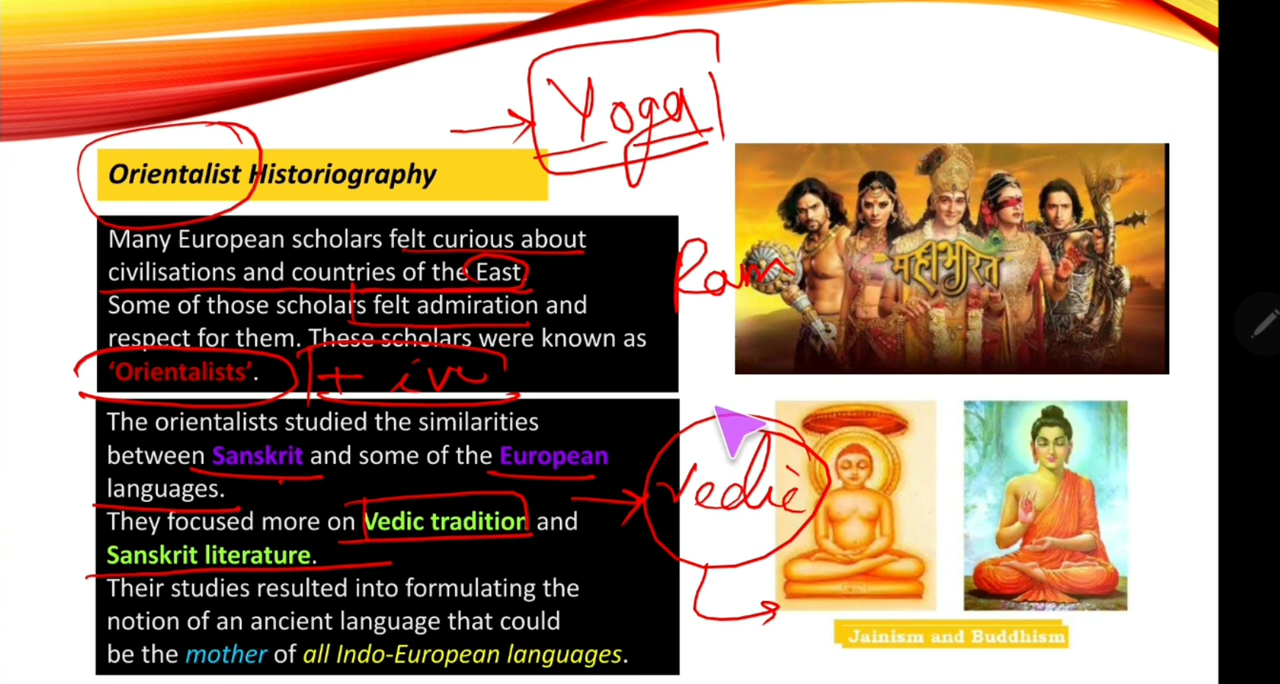 Yoga
Orientalist Historiography
Many European scholars felt curious about
civilisations and countries of the East
Some of those scholars felt admiration and
respect for them. These scholars were known as
‘Orientalists’.
+ ive
Ram
महाभारत
The orientalists studied the similarities
between Sanskrit and some of the European
languages.
They focused more on Vedic tradition and
Sanskrit literature.
Their studies resulted into formulating the
notion of an ancient language that could
be the mother of all Indo-European languages.
Vedic
Jainism and Buddhism